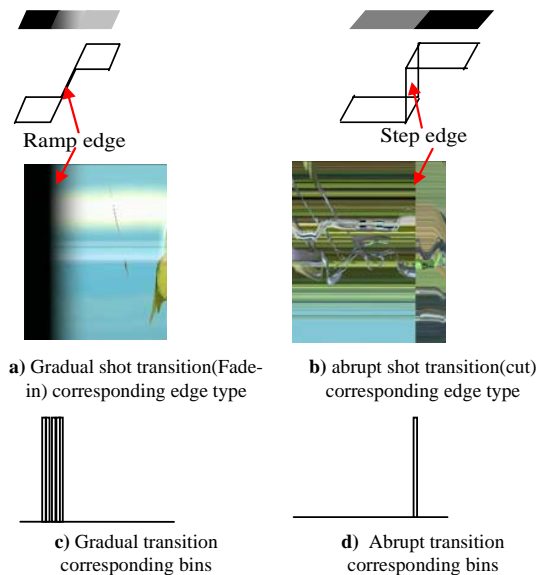 Ramp edge
Step edge
a) Gradual shot transition(Fade-
in) corresponding edge type
b) abrupt shot transition(cut)
corresponding edge type
c) Gradual transition
corresponding bins
d) Abrupt transition
corresponding bins